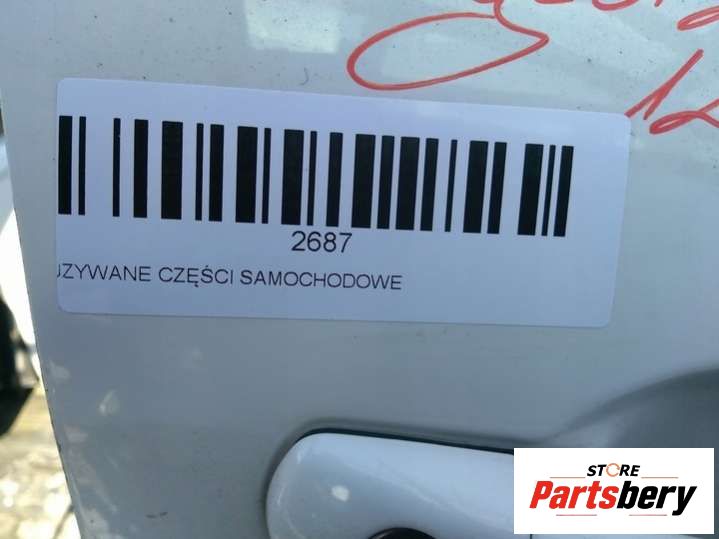 2687
UZYWANE CZĘŚCI SAMOCHODOWE
STORE
Partsbery